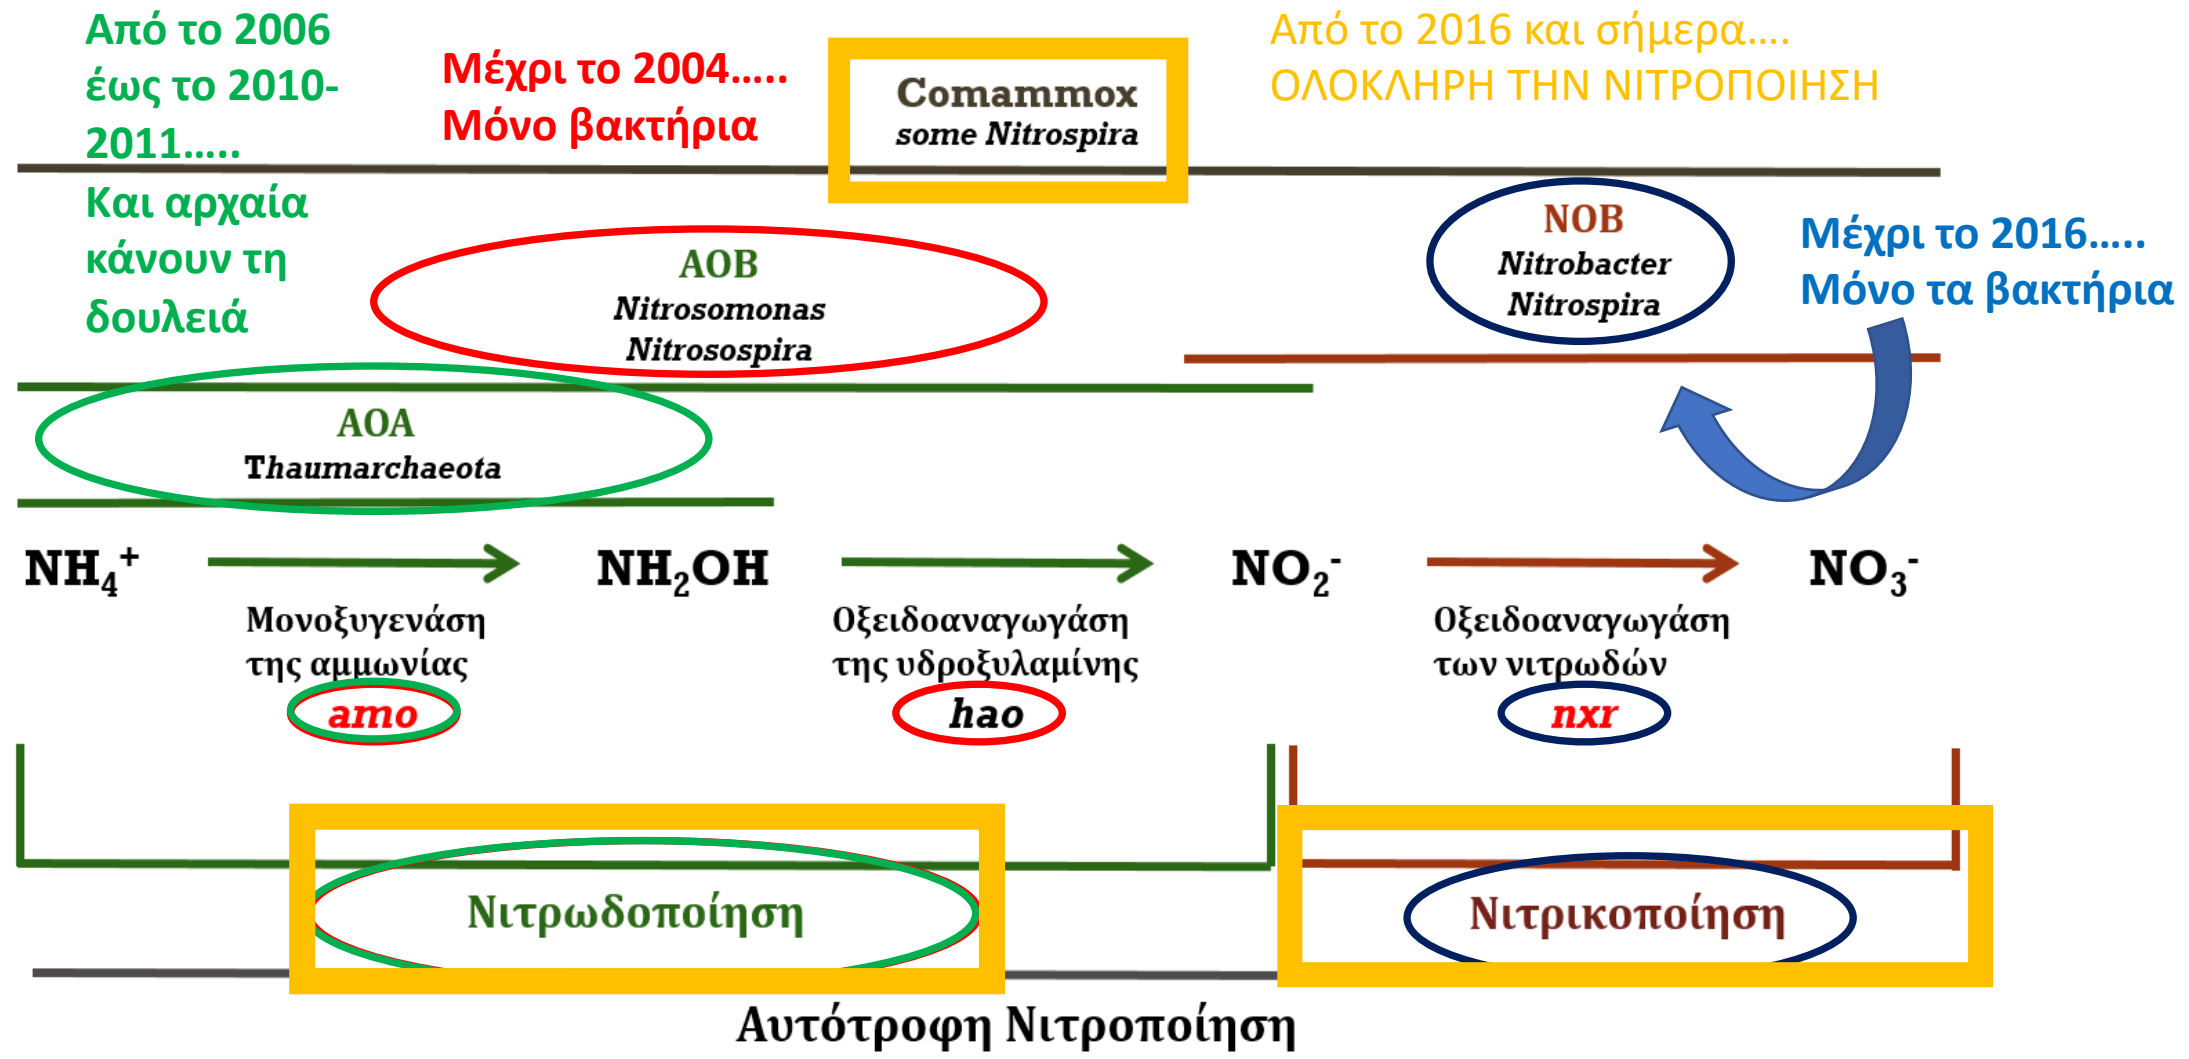 Από το 2006
έως το 2010-
2011.....
Και αρχαία
κάνουν τη
δουλειά
Μέχρι το 2004.....
Μόνο βακτήρια
Comammox
some Nitrospira
Από το 2016 και σήμερα....
ΟΛΟΚΛΗΡΗ ΤΗΝ ΝΙΤΡΟΠΟΙΗΣΗ
AOB
Nitrosomonas
Nitrosospira
NOB
Nitrobacter
Nitrospira
Μέχρι το 2016.....
Μόνο τα βακτήρια
AOA
Thaumarchaeota
NH₄⁺
NH₂OH
NO₂⁻
NO₃⁻
Μονοξυγενάση
της αμμωνίας
amo
Οξειδοαναγωγάση
της υδροξυλαμίνης
hao
Οξειδοαναγωγάση
των νιτρωδών
nxr
Νιτρωδοποίηση
Νιτρικοποίηση
Αυτότροφη Νιτροποίηση